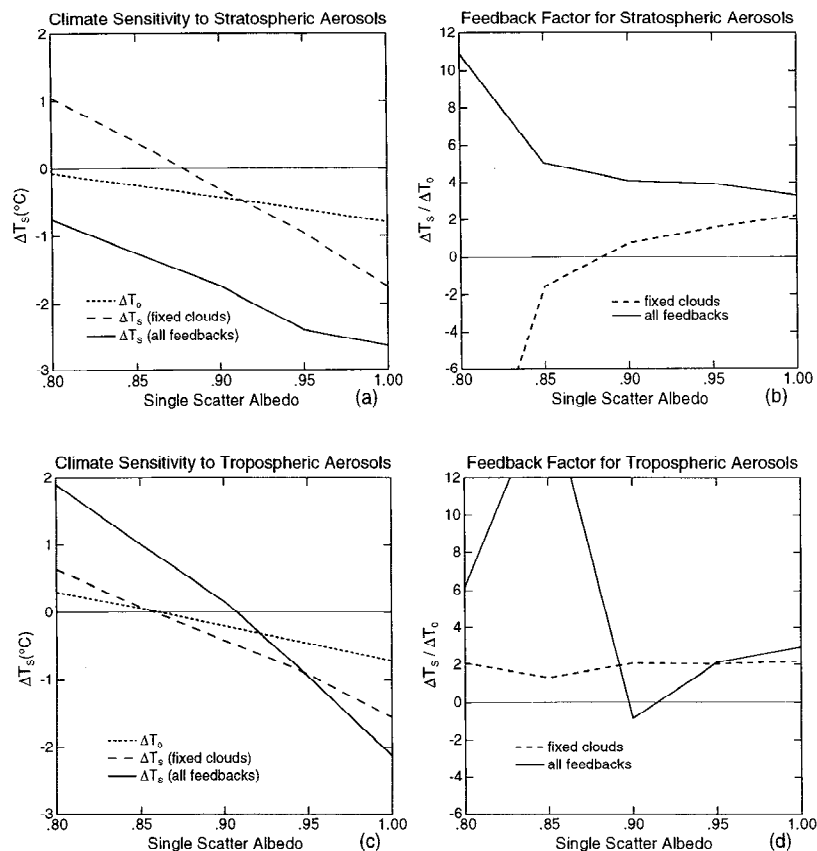 Climate Sensitivity to Stratospheric Aerosols
2
1
0
-1
-2
-3
ΔTₛ(°C)
ΔTₒ
ΔTₛ (fixed clouds)
ΔTₛ (all feedbacks)
.80 .85 .90 .95 1.00
Single Scatter Albedo
(a)
Feedback Factor for Stratospheric Aerosols
12
10
8
6
4
2
0
-2
-4
-6
ΔTₛ / ΔTₒ
fixed clouds
all feedbacks
.80 .85 .90 .95 1.00
Single Scatter Albedo
(b)
Climate Sensitivity to Tropospheric Aerosols
2
1
0
-1
-2
-3
ΔTₛ(°C)
ΔTₒ
ΔTₛ (fixed clouds)
ΔTₛ (all feedbacks)
.80 .85 .90 .95 1.00
Single Scatter Albedo
(c)
Feedback Factor for Tropospheric Aerosols
12
10
8
6
4
2
0
-2
-4
-6
ΔTₛ / ΔTₒ
fixed clouds
all feedbacks
.80 .85 .90 .95 1.00
Single Scatter Albedo
(d)